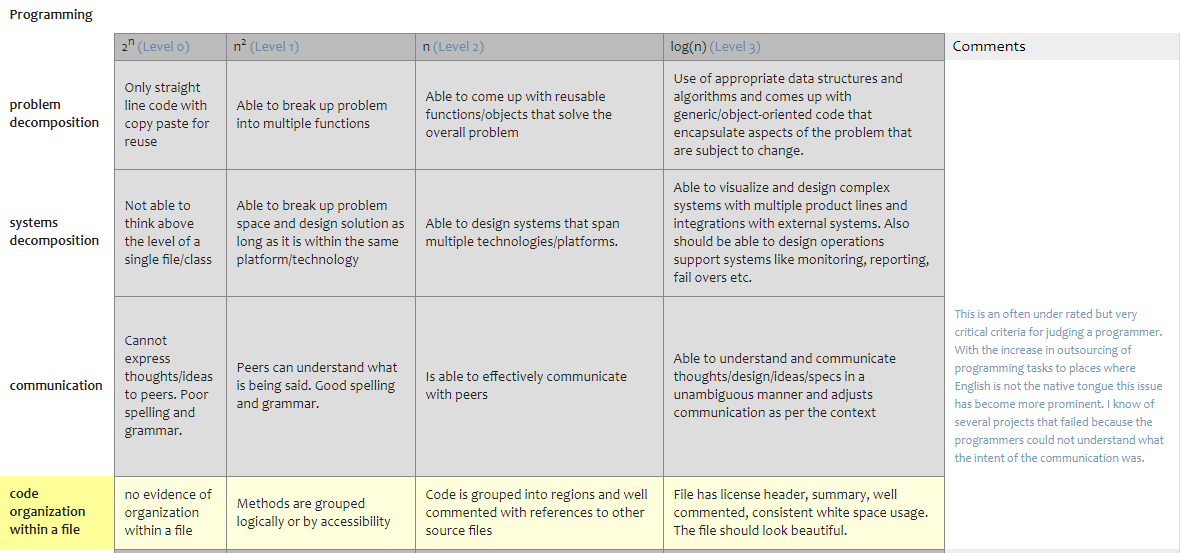 Programming
2ⁿ (Level 0)
n² (Level 1)
n (Level 2)
log(n) (Level 3)
Comments
problem
decomposition
Only straight
line code with
copy paste for
reuse
Able to break up problem
into multiple functions
Able to come up with reusable
functions/objects that solve the
overall problem
Use of appropriate data structures and
algorithms and comes up with
generic/object-oriented code that
encapsulate aspects of the problem that
are subject to change.
systems
decomposition
Not able to
think above
the level of a
single file/class
Able to break up problem
space and design solution as
long as it is within the same
platform/technology
Able to design systems that span
multiple technologies/platforms.
Able to visualize and design complex
systems with multiple product lines and
integrations with external systems. Also
should be able to design operations
support systems like monitoring, reporting,
fail overs etc.
communication
Cannot
express
thoughts/ideas
to peers. Poor
spelling and
grammar.
Peers can understand what
is being said. Good spelling
and grammar.
Is able to effectively communicate
with peers
Able to understand and communicate
thoughts/design/ideas/specs in a
unambiguous manner and adjusts
communication as per the context
This is an often under rated but very
critical criteria for judging a programmer.
With the increase in outsourcing of
programming tasks to places where
English is not the native tongue this issue
has become more prominent. I know of
several projects that failed because the
programmers could not understand what
the intent of the communication was.
code
organization
within a file
no evidence of
organization
within a file
Methods are grouped
logically or by accessibility
Code is grouped into regions and well
commented with references to other
source files
File has license header, summary, well
commented, consistent white space usage.
The file should look beautiful.